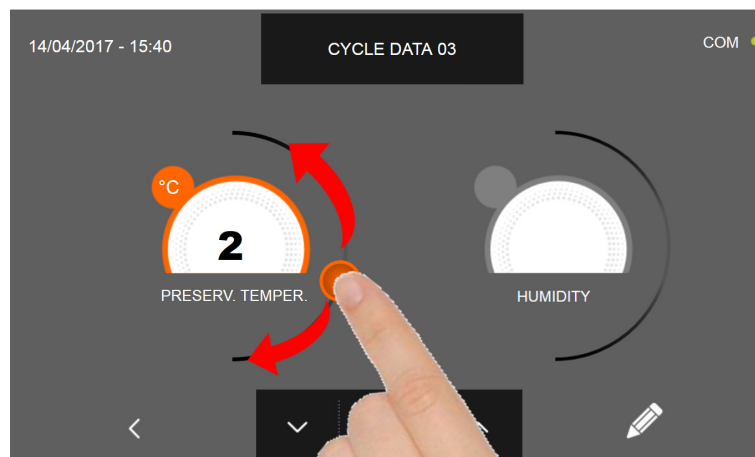 14/04/2017 - 15:40
CYCLE DATA 03
COM
°C
2
PRESERV. TEMPER.
HUMIDITY